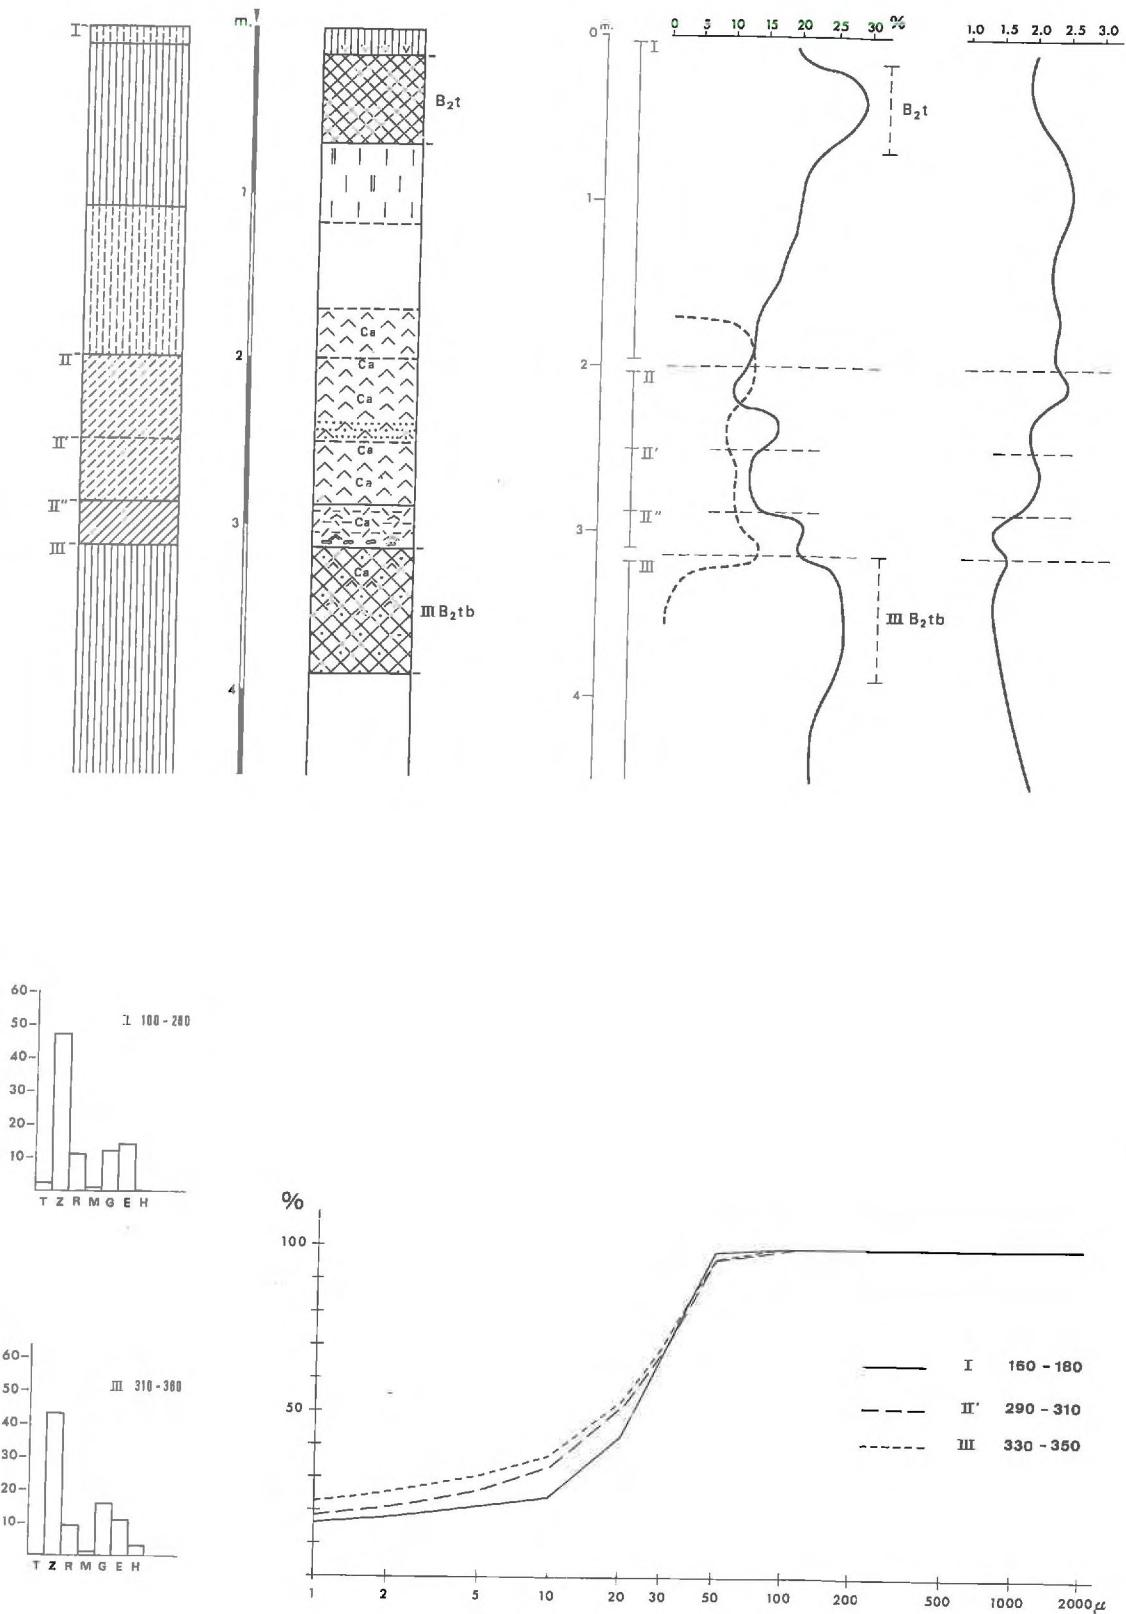 m.
I
1
2
II
II'
II"
3
III
4
B₂t
Ca
Ca
Ca
Ca
Ca
Ca
Ca
III B₂tb
0 m.
0 5 10 15 20 25 30 %
1.0 1.5 2.0 2.5 3.0
I
B₂t
1
2
II
II'
II"
3
III
III B₂tb
4
60
50
40
30
20
10
I 100-200
T Z R M G E H
60
50
40
30
20
10
III 310-360
T Z R M G E H
%
100
50
1 2 5 10 20 30 50 100 200 500 1000 2000 μ
I 160-180
II' 290-310
III 330-350